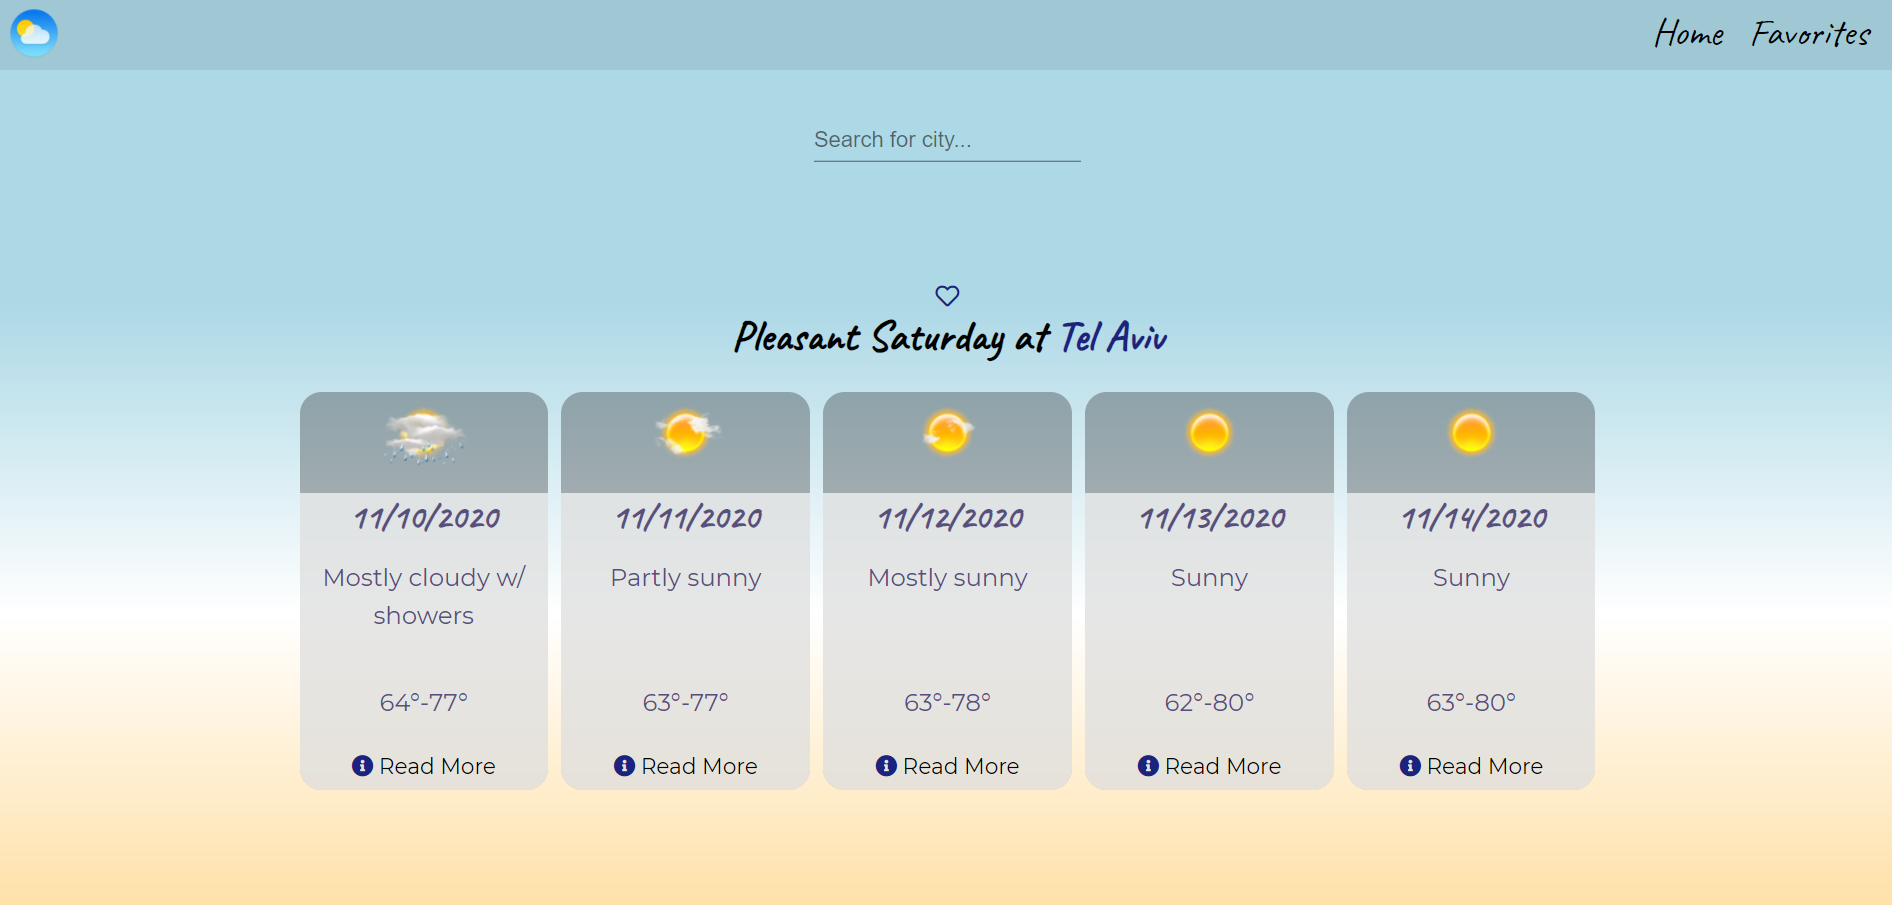 Home Favorites
Search for city...
Pleasant Saturday at Tel Aviv
11/10/2020
Mostly cloudy w/
showers
64°-77°
Read More
11/11/2020
Partly sunny
63°-77°
Read More
11/12/2020
Mostly sunny
63°-78°
Read More
11/13/2020
Sunny
62°-80°
Read More
11/14/2020
Sunny
63°-80°
Read More